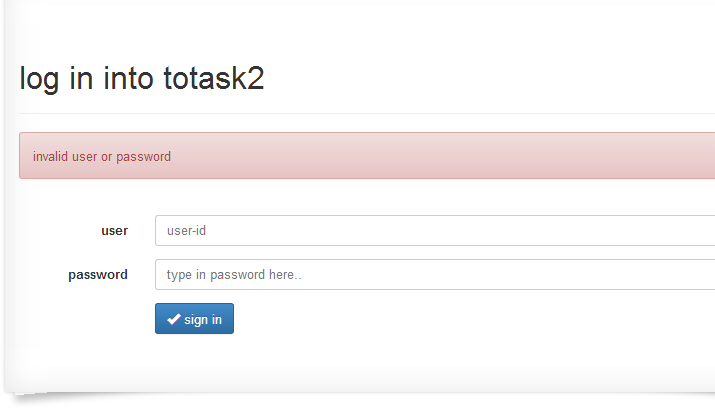 log in into totask2
invalid user or password
user
user-id
password
type in password here..
sign in